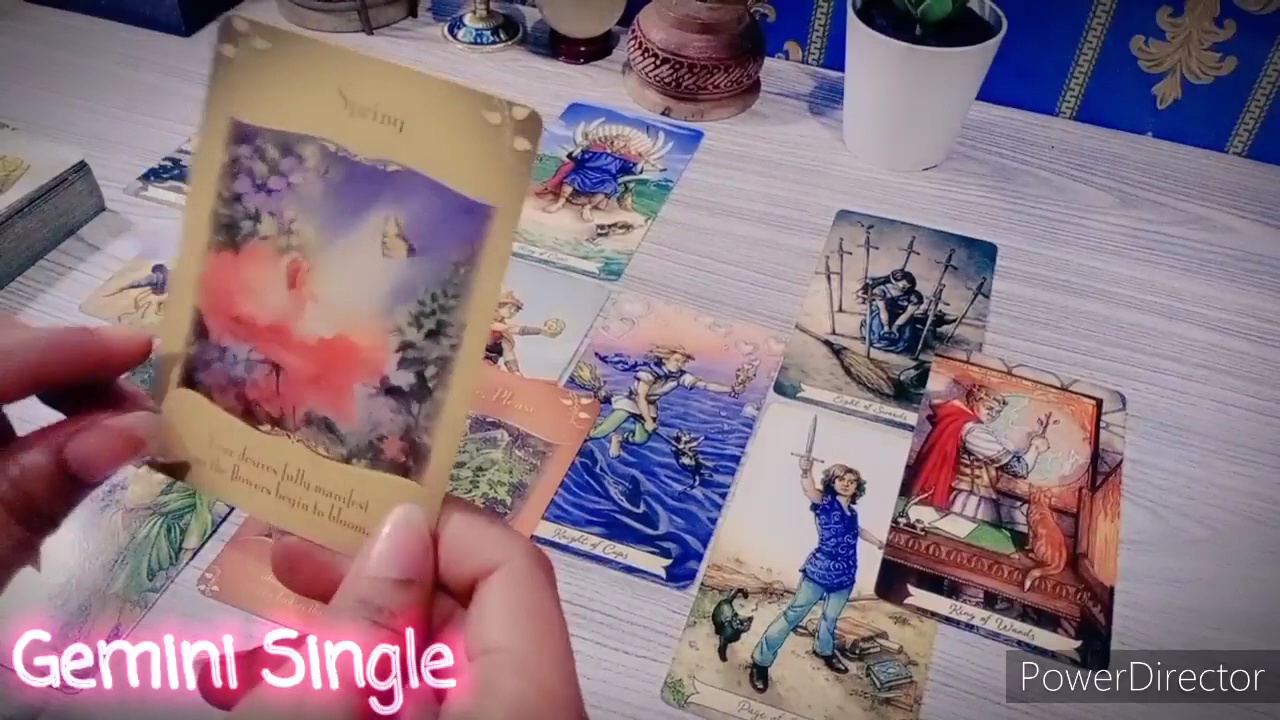 Spring
Your desires fully manifest
the flowers begin to bloom.
Please
Eight of Swords
Knight of Cups
King of Wands
Page of
Gemini Single
PowerDirector